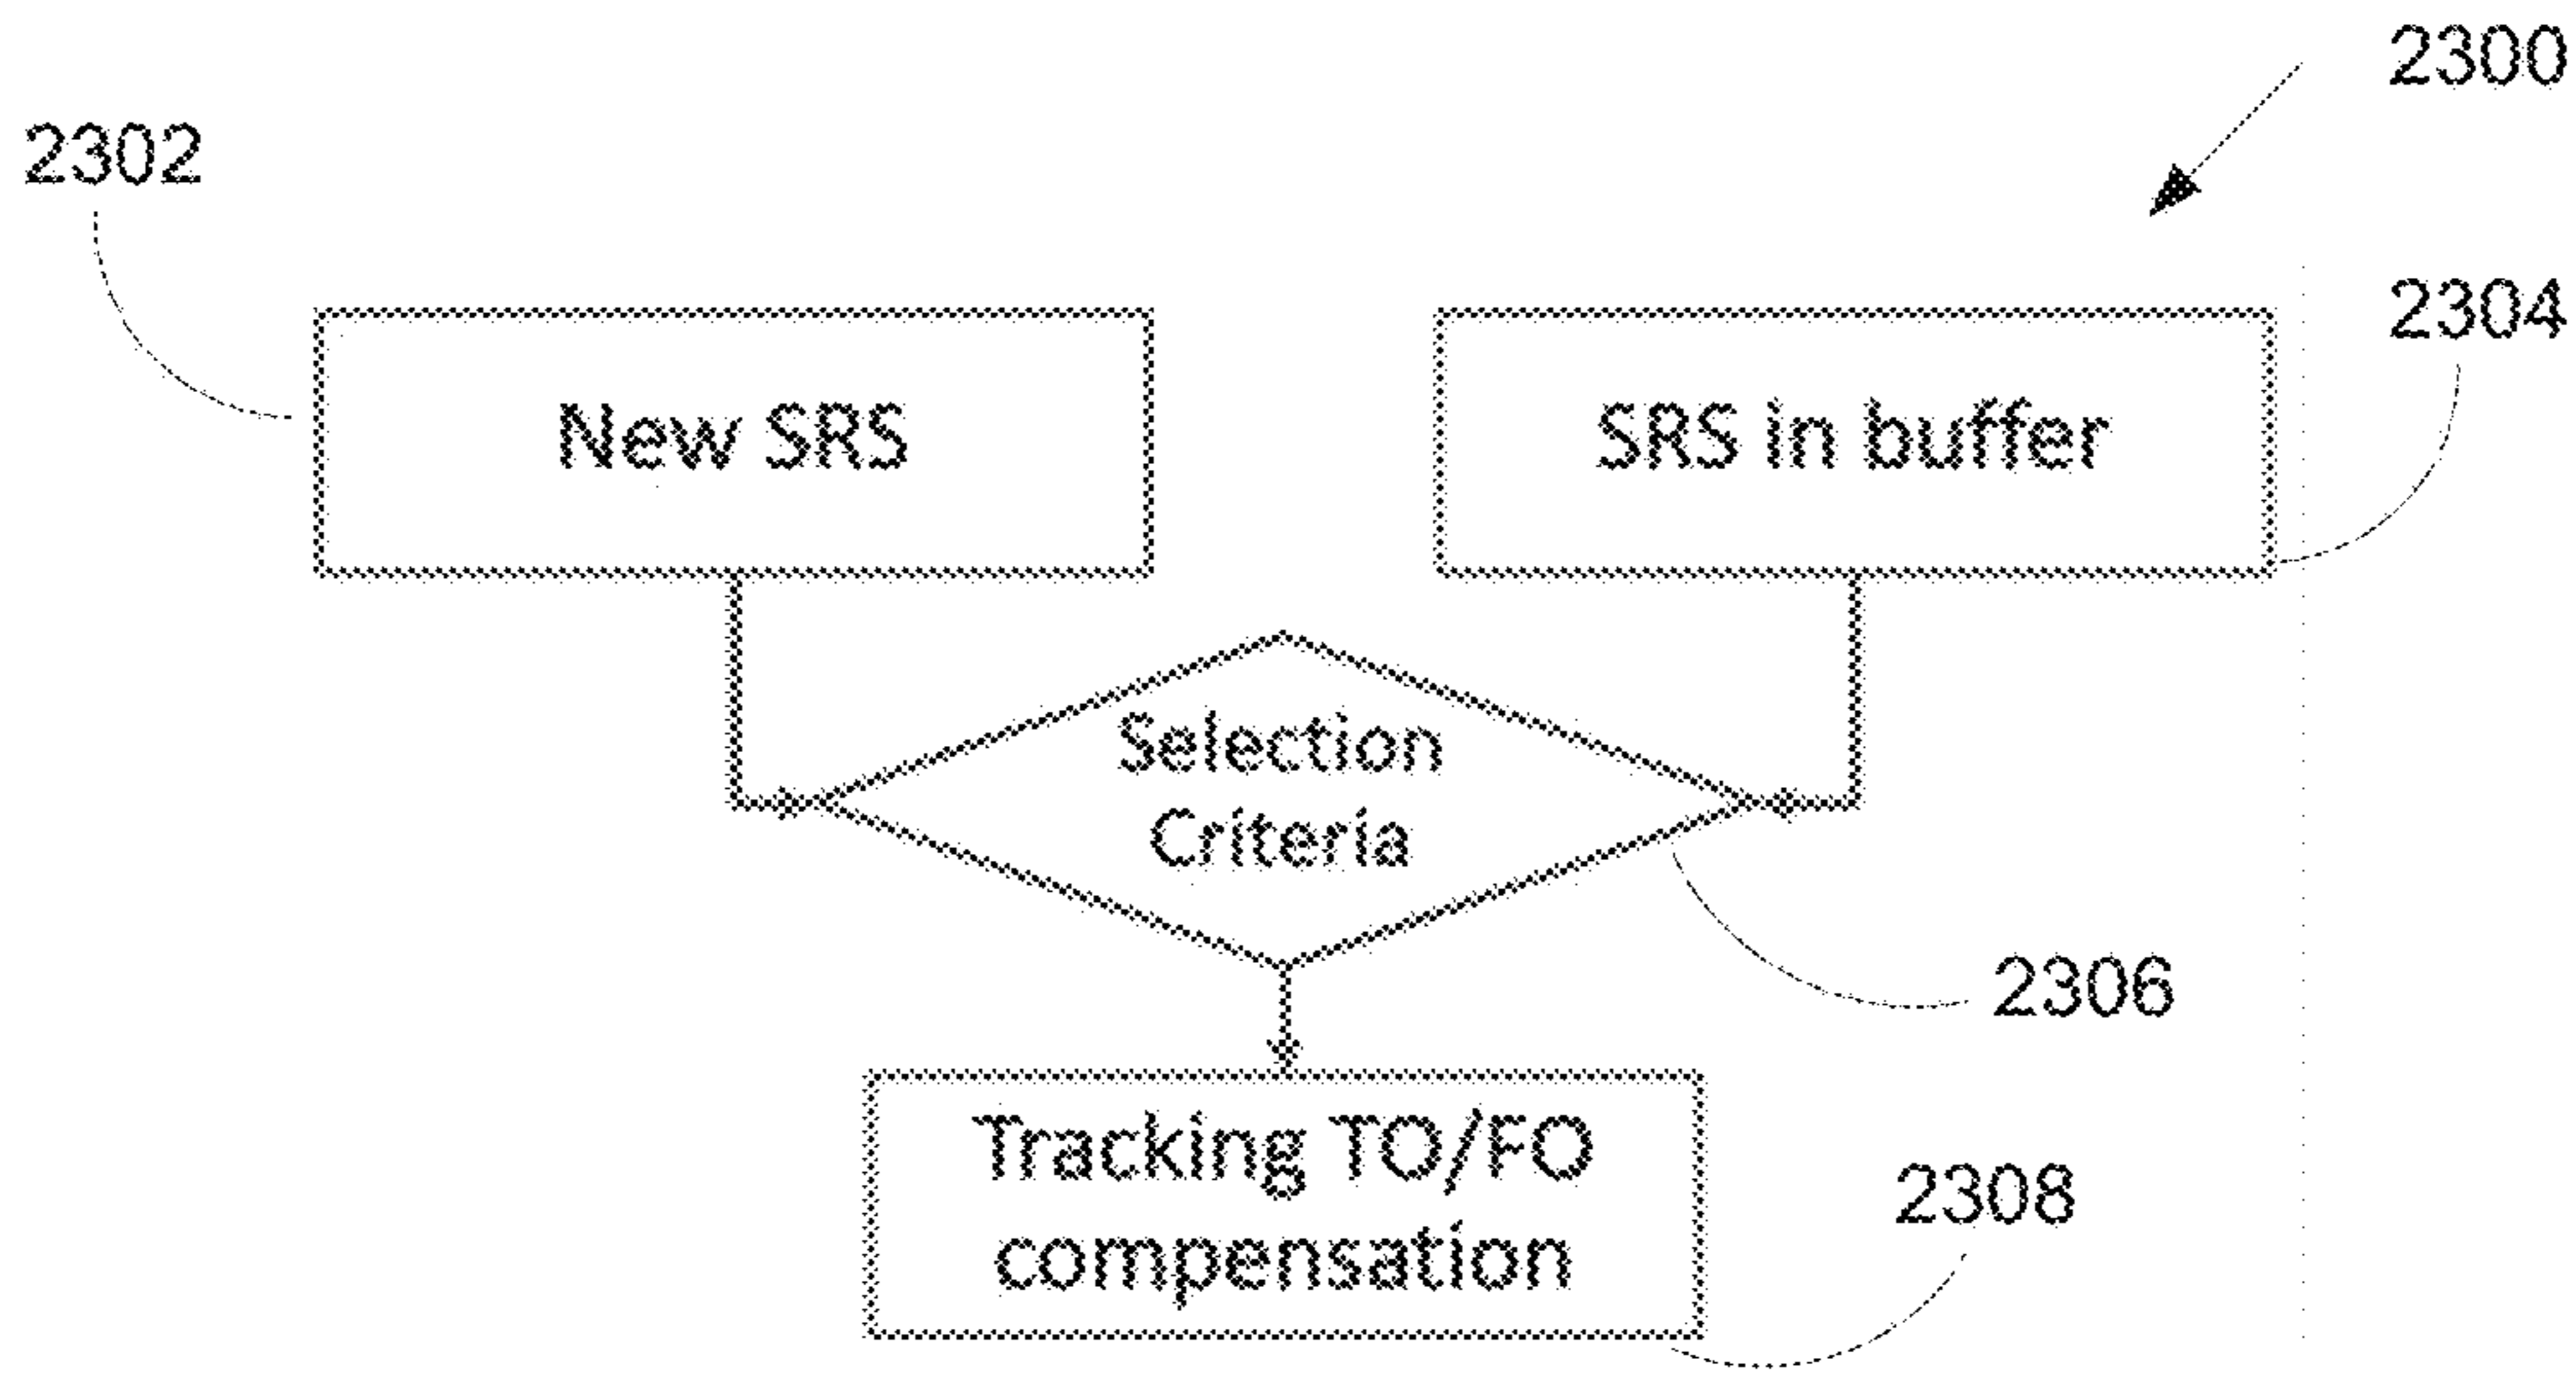 2300
2302
2304
New SRS
SRS in buffer
Selection
Criteria
2306
Tracking TO/FO
compensation
2308